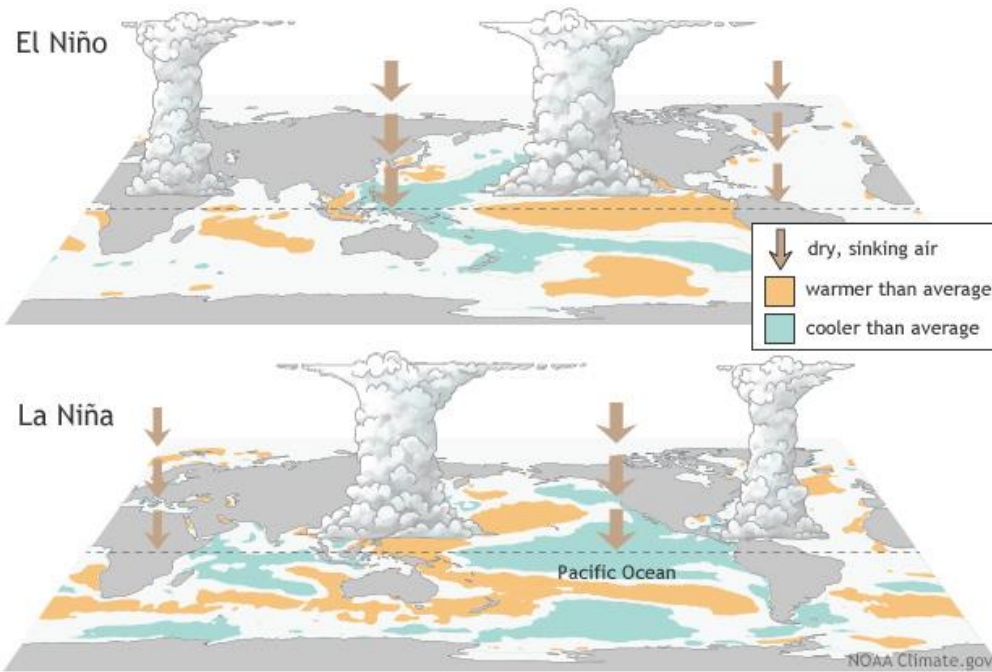 El Niño
dry, sinking air
warmer than average
cooler than average
La Niña
Pacific Ocean
NOAA Climate.gov